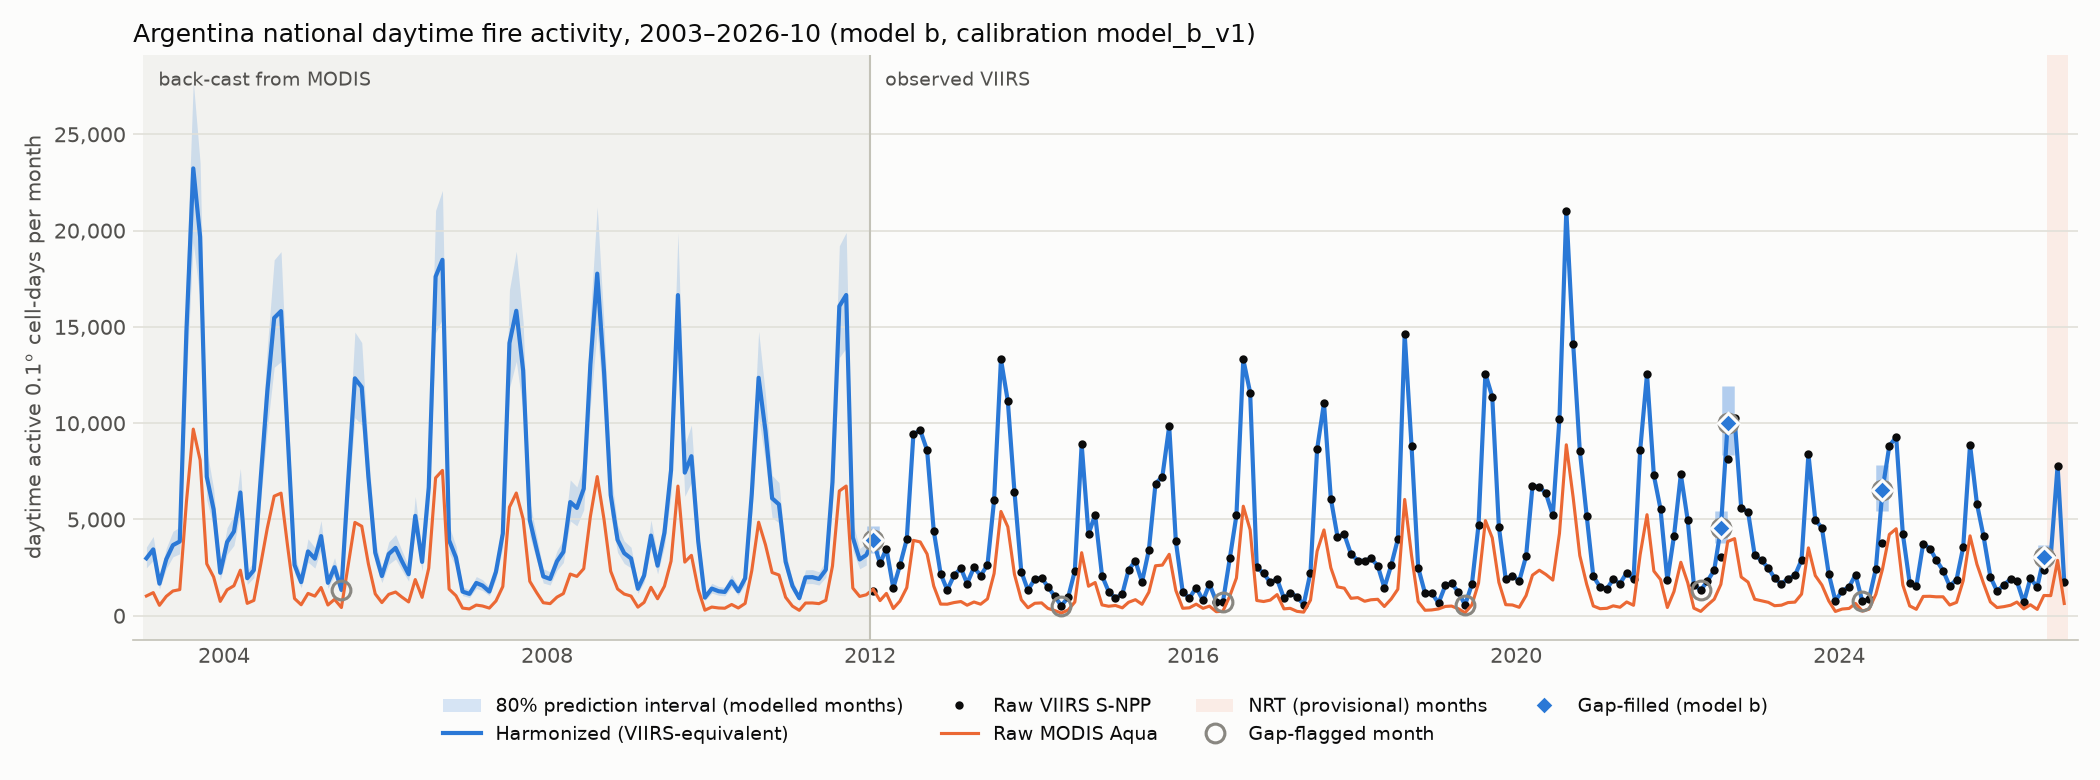 Argentina national daytime fire activity, 2003–2026-10 (model b, calibration model_b_v1)
back-cast from MODIS
observed VIIRS
daytime active 0.1° cell-days per month
25,000
20,000
15,000
10,000
5,000
0
2004
2008
2012
2016
2020
2024
80% prediction interval (modelled months)
Raw VIIRS S-NPP
NRT (provisional) months
Gap-filled (model b)
Harmonized (VIIRS-equivalent)
Raw MODIS Aqua
Gap-flagged month